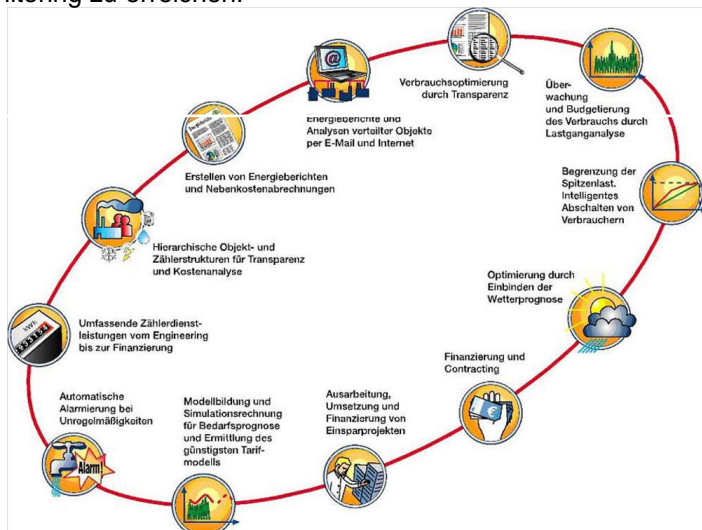 Verbrauchsoptimierung
durch Transparenz
Über-
wachung
und Budgetierung
des Verbrauchs durch
Lastganganalyse
Energieberichte und
Analysen verteilter Objekte
per E-Mail und Internet
Begrenzung der
Spitzenlast.
Intelligentes
Abschalten von
Verbrauchern
Erstellen von Energieberichten
und Nebenkostenabrechnungen
Hierarchische Objekt- und
Zählerstrukturen für Transparenz
und Kostenanalyse
Optimierung durch
Einbinden der
Wetterprognose
kWh
Umfassende Zählerdienst-
leistungen vom Engineering
bis zur Finanzierung
Finanzierung und
Contracting
Automatische
Alarmierung bei
Unregelmäßigkeiten
Modellbildung und
Simulationsrechnung
für Bedarfsprognose
und Ermittlung des
günstigsten Tarif-
modells
Ausarbeitung,
Umsetzung und
Finanzierung von
Einsparprojekten
Alarm!